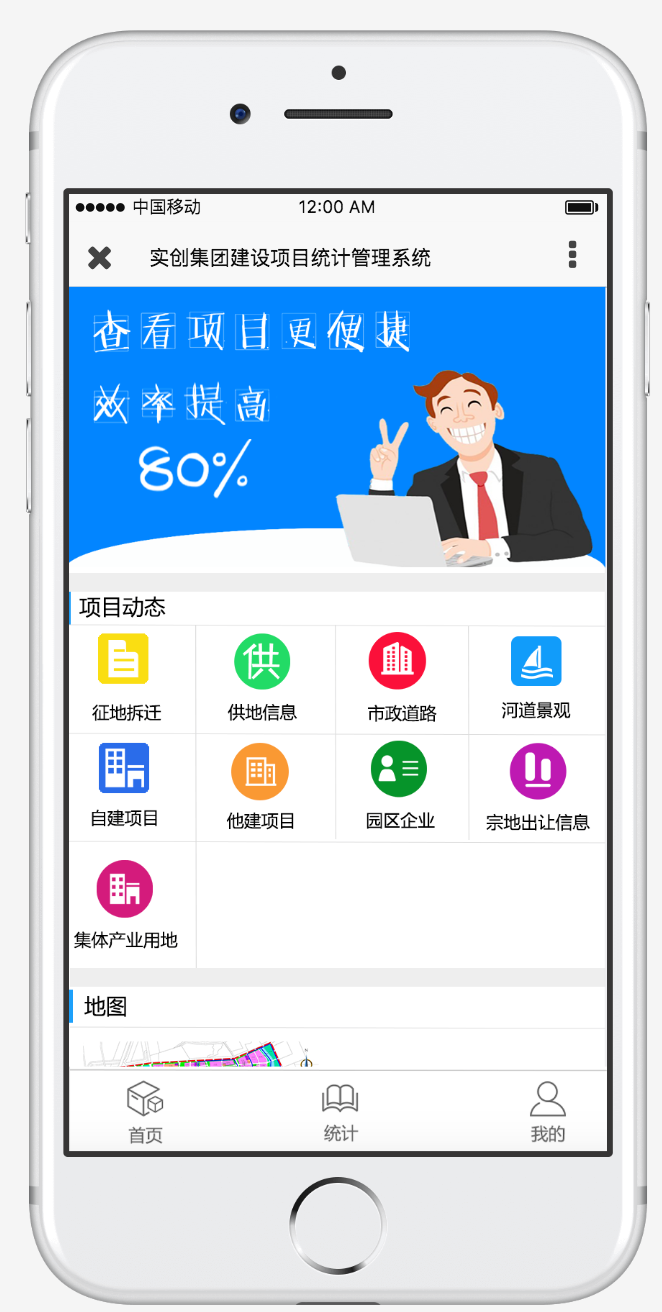 中国移动 12:00 AM
实创集团建设项目统计管理系统
查看项目更便捷
效率提高
80%
项目动态
征地拆迁 供地信息 市政道路 河道景观
自建项目 他建项目 园区企业 宗地出让信息
集体产业用地
地图
首页 统计 我的